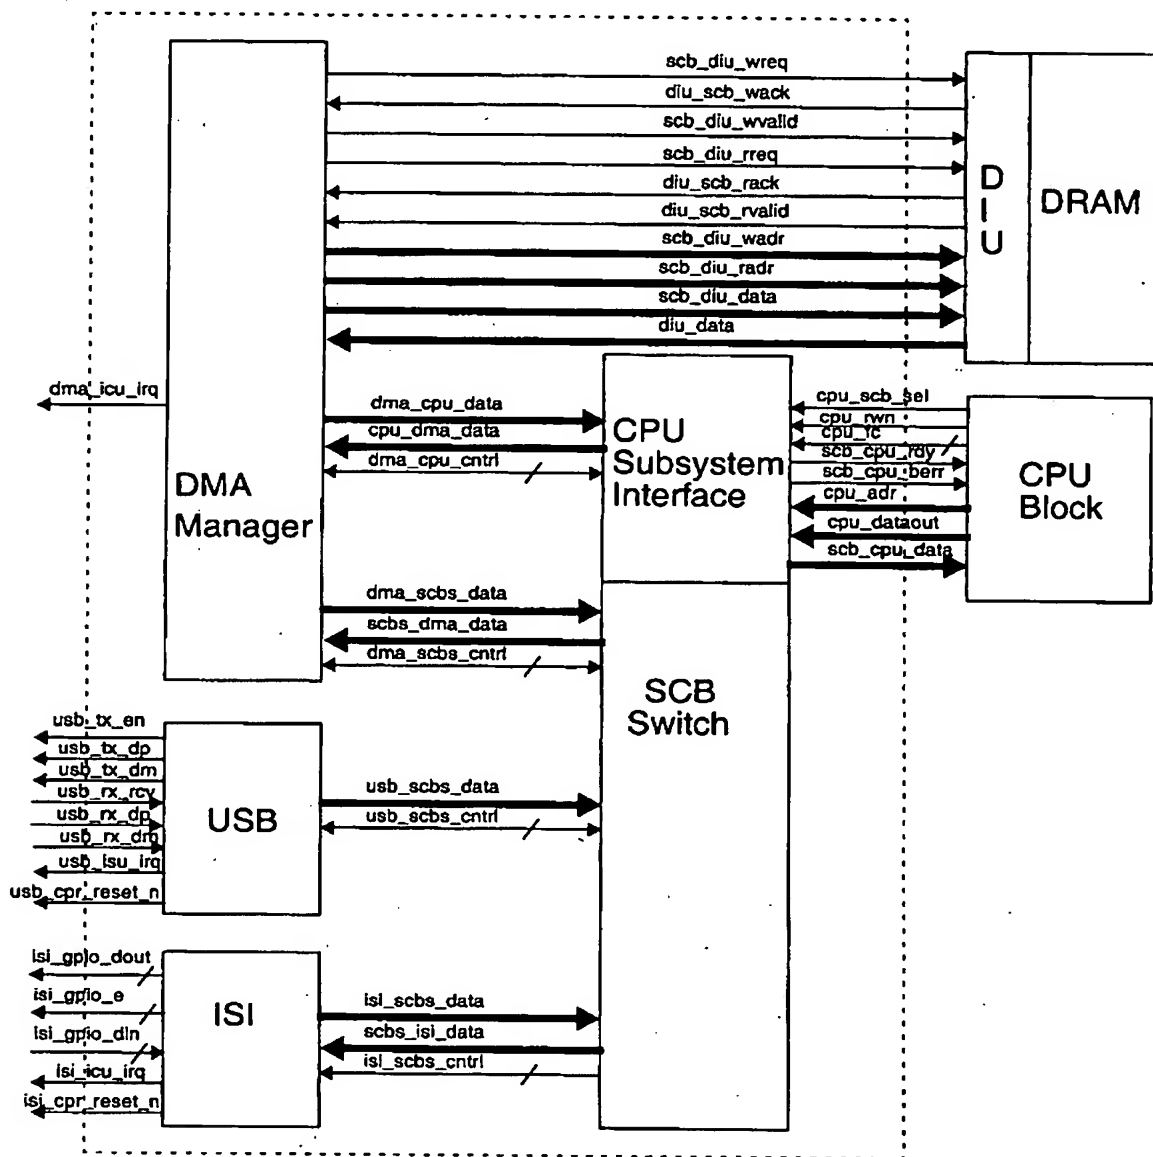 scb_diu_wreq
diu_scb_wack
scb_diu_wvalid
scb_diu_rreq
diu_scb_rack
diu_scb_rvalid
scb_diu_wadr
scb_diu_radr
scb_diu_data
diu_data
D
I
U
DRAM
dma_icu_irq
DMA
Manager
dma_cpu_data
cpu_dma_data
dma_cpu_cntrl
CPU
Subsystem
Interface
cpu_scb_sel
cpu_rwn
cpu_rc
scb_cpu_rdy
scb_cpu_berr
cpu_adr
cpu_dataout
scb_cpu_data
CPU
Block
dma_scbs_data
scbs_dma_data
dma_scbs_cntrl
SCB
Switch
usb_tx_en
usb_tx_dp
usb_tx_dm
usb_rx_rcv
usb_rx_dp
usb_rx_dm
usb_isu_irq
usb_cpr_reset_n
USB
usb_scbs_data
usb_scbs_cntrl
isi_gpio_dout
isi_gpio_e
isi_gpio_din
isi_icu_irq
isi_cpr_reset_n
ISI
isi_scbs_data
scbs_isi_data
isi_scbs_cntrl